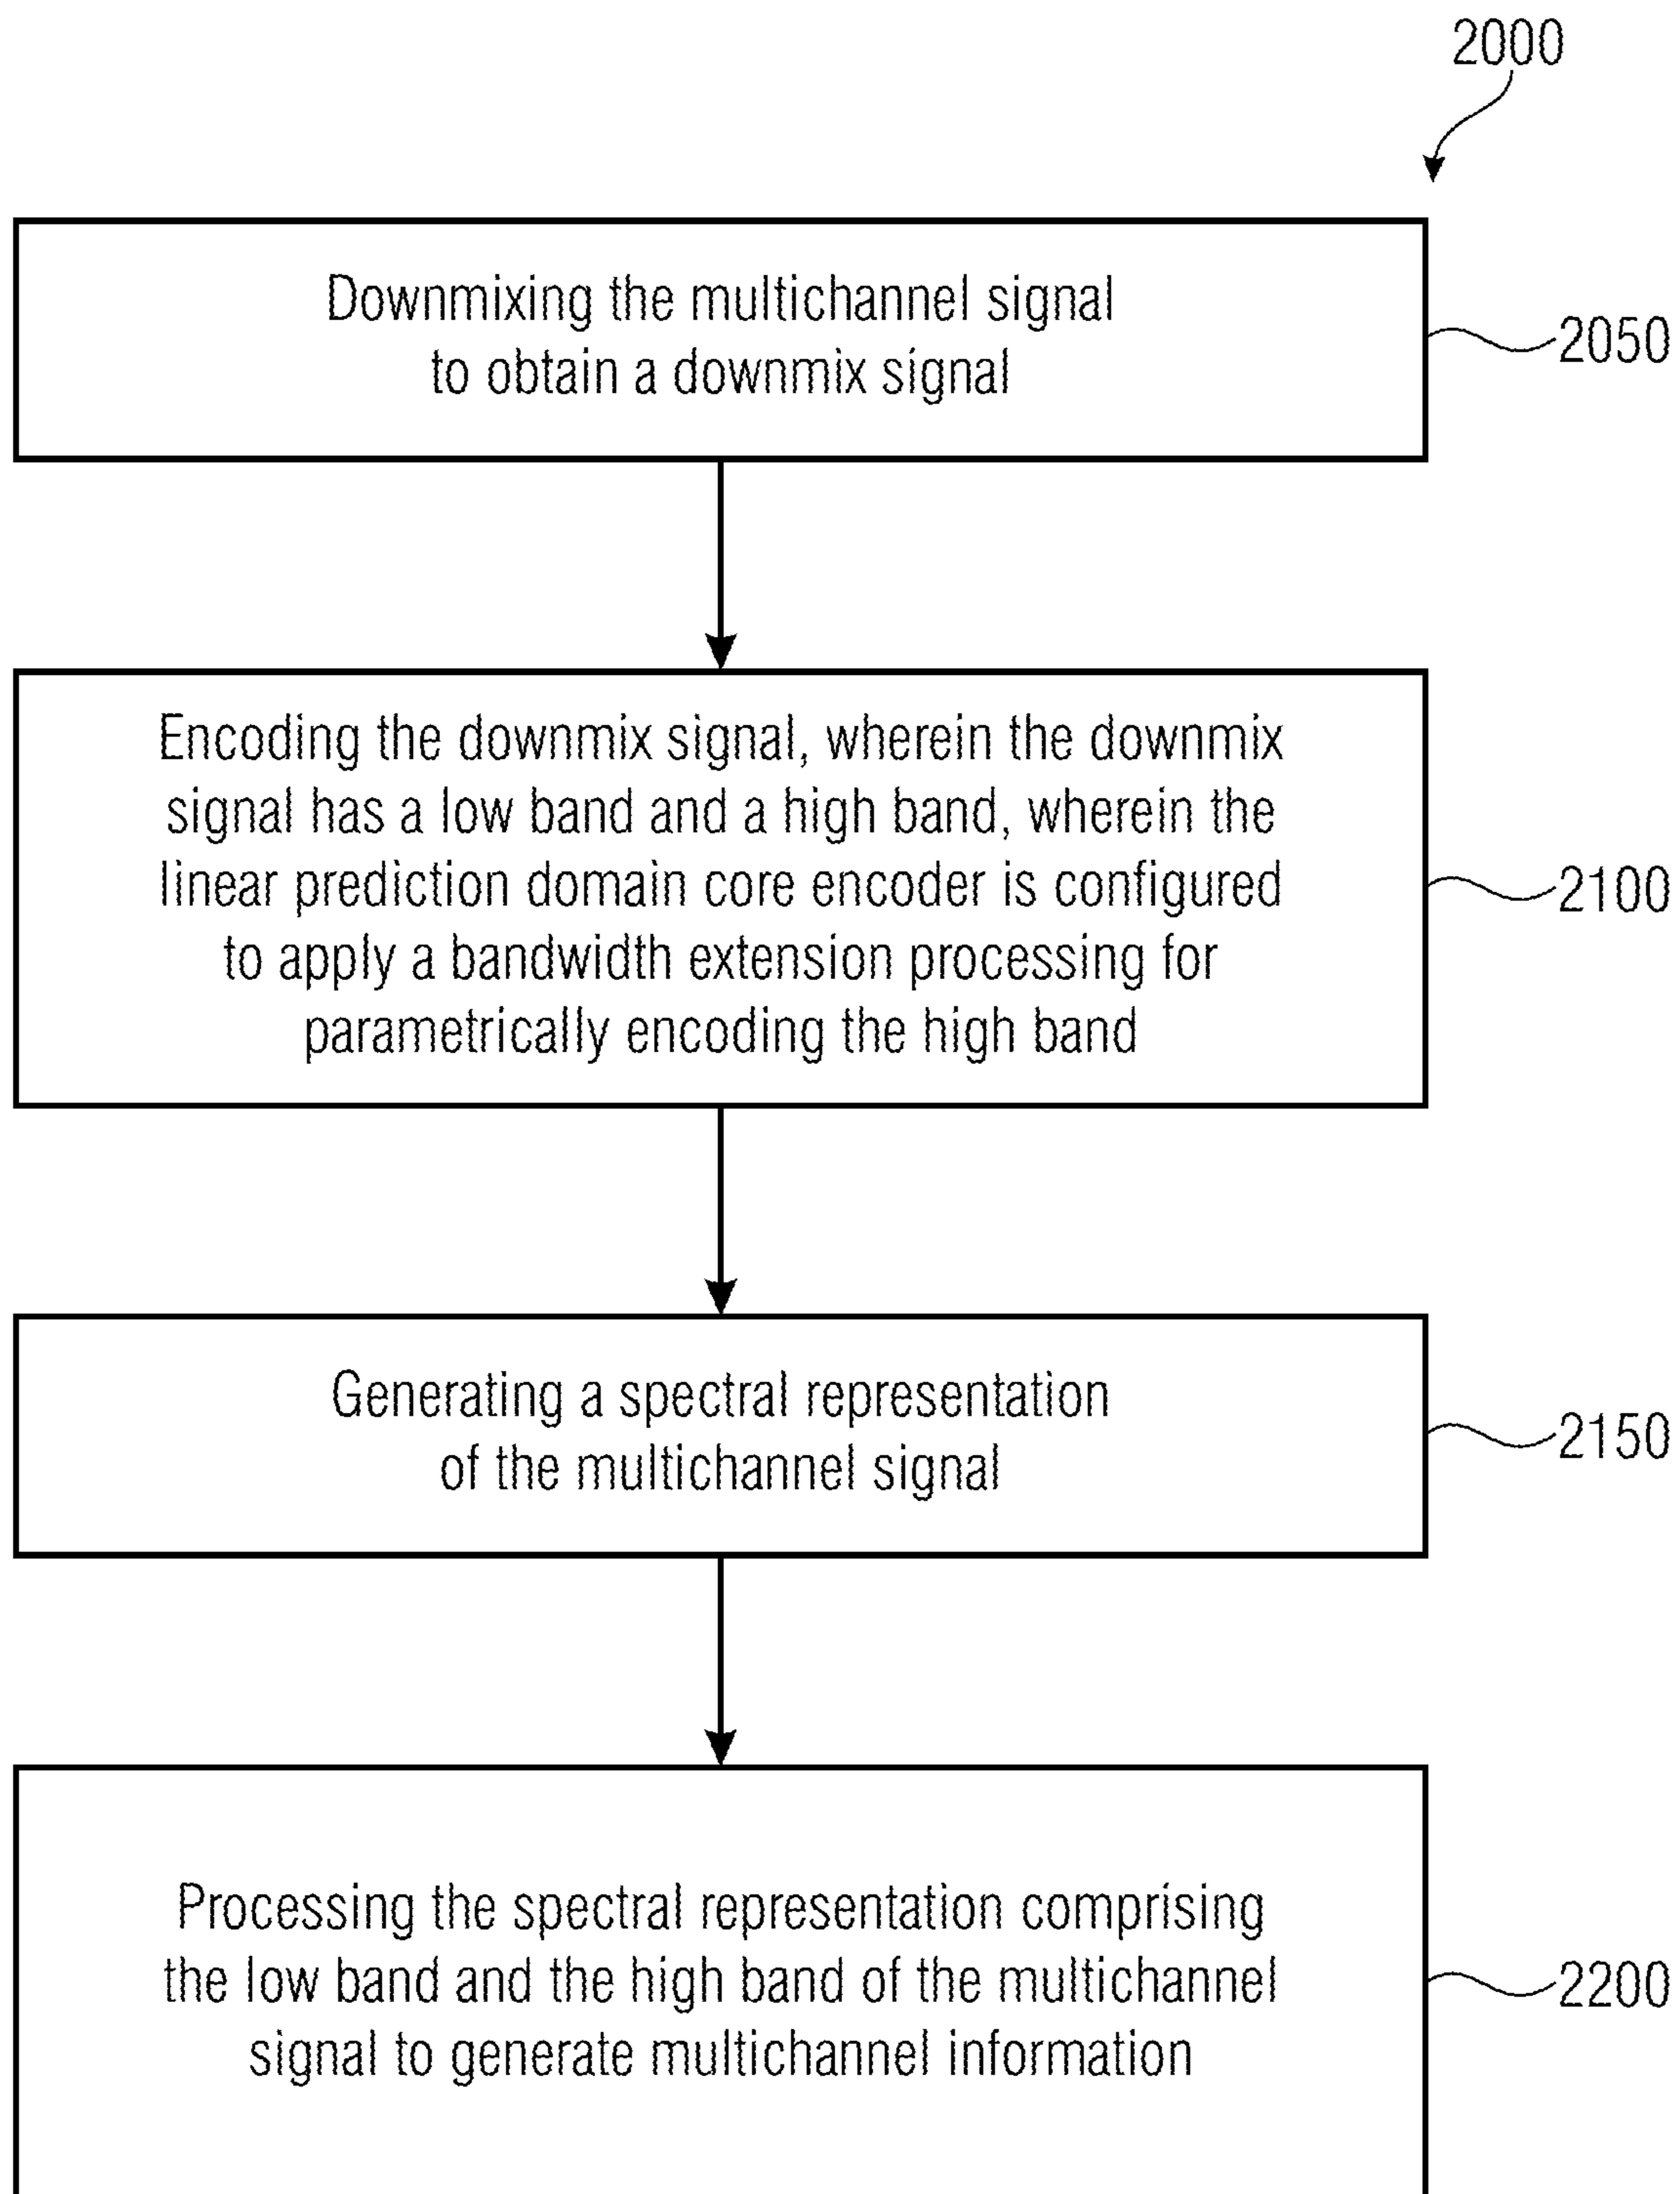 2000
Downmixing the multichannel signal
to obtain a downmix signal
2050
Encoding the downmix signal, wherein the downmix
signal has a low band and a high band, wherein the
linear prediction domain core encoder is configured
to apply a bandwidth extension processing for
parametrically encoding the high band
2100
Generating a spectral representation
of the multichannel signal
2150
Processing the spectral representation comprising
the low band and the high band of the multichannel
signal to generate multichannel information
2200